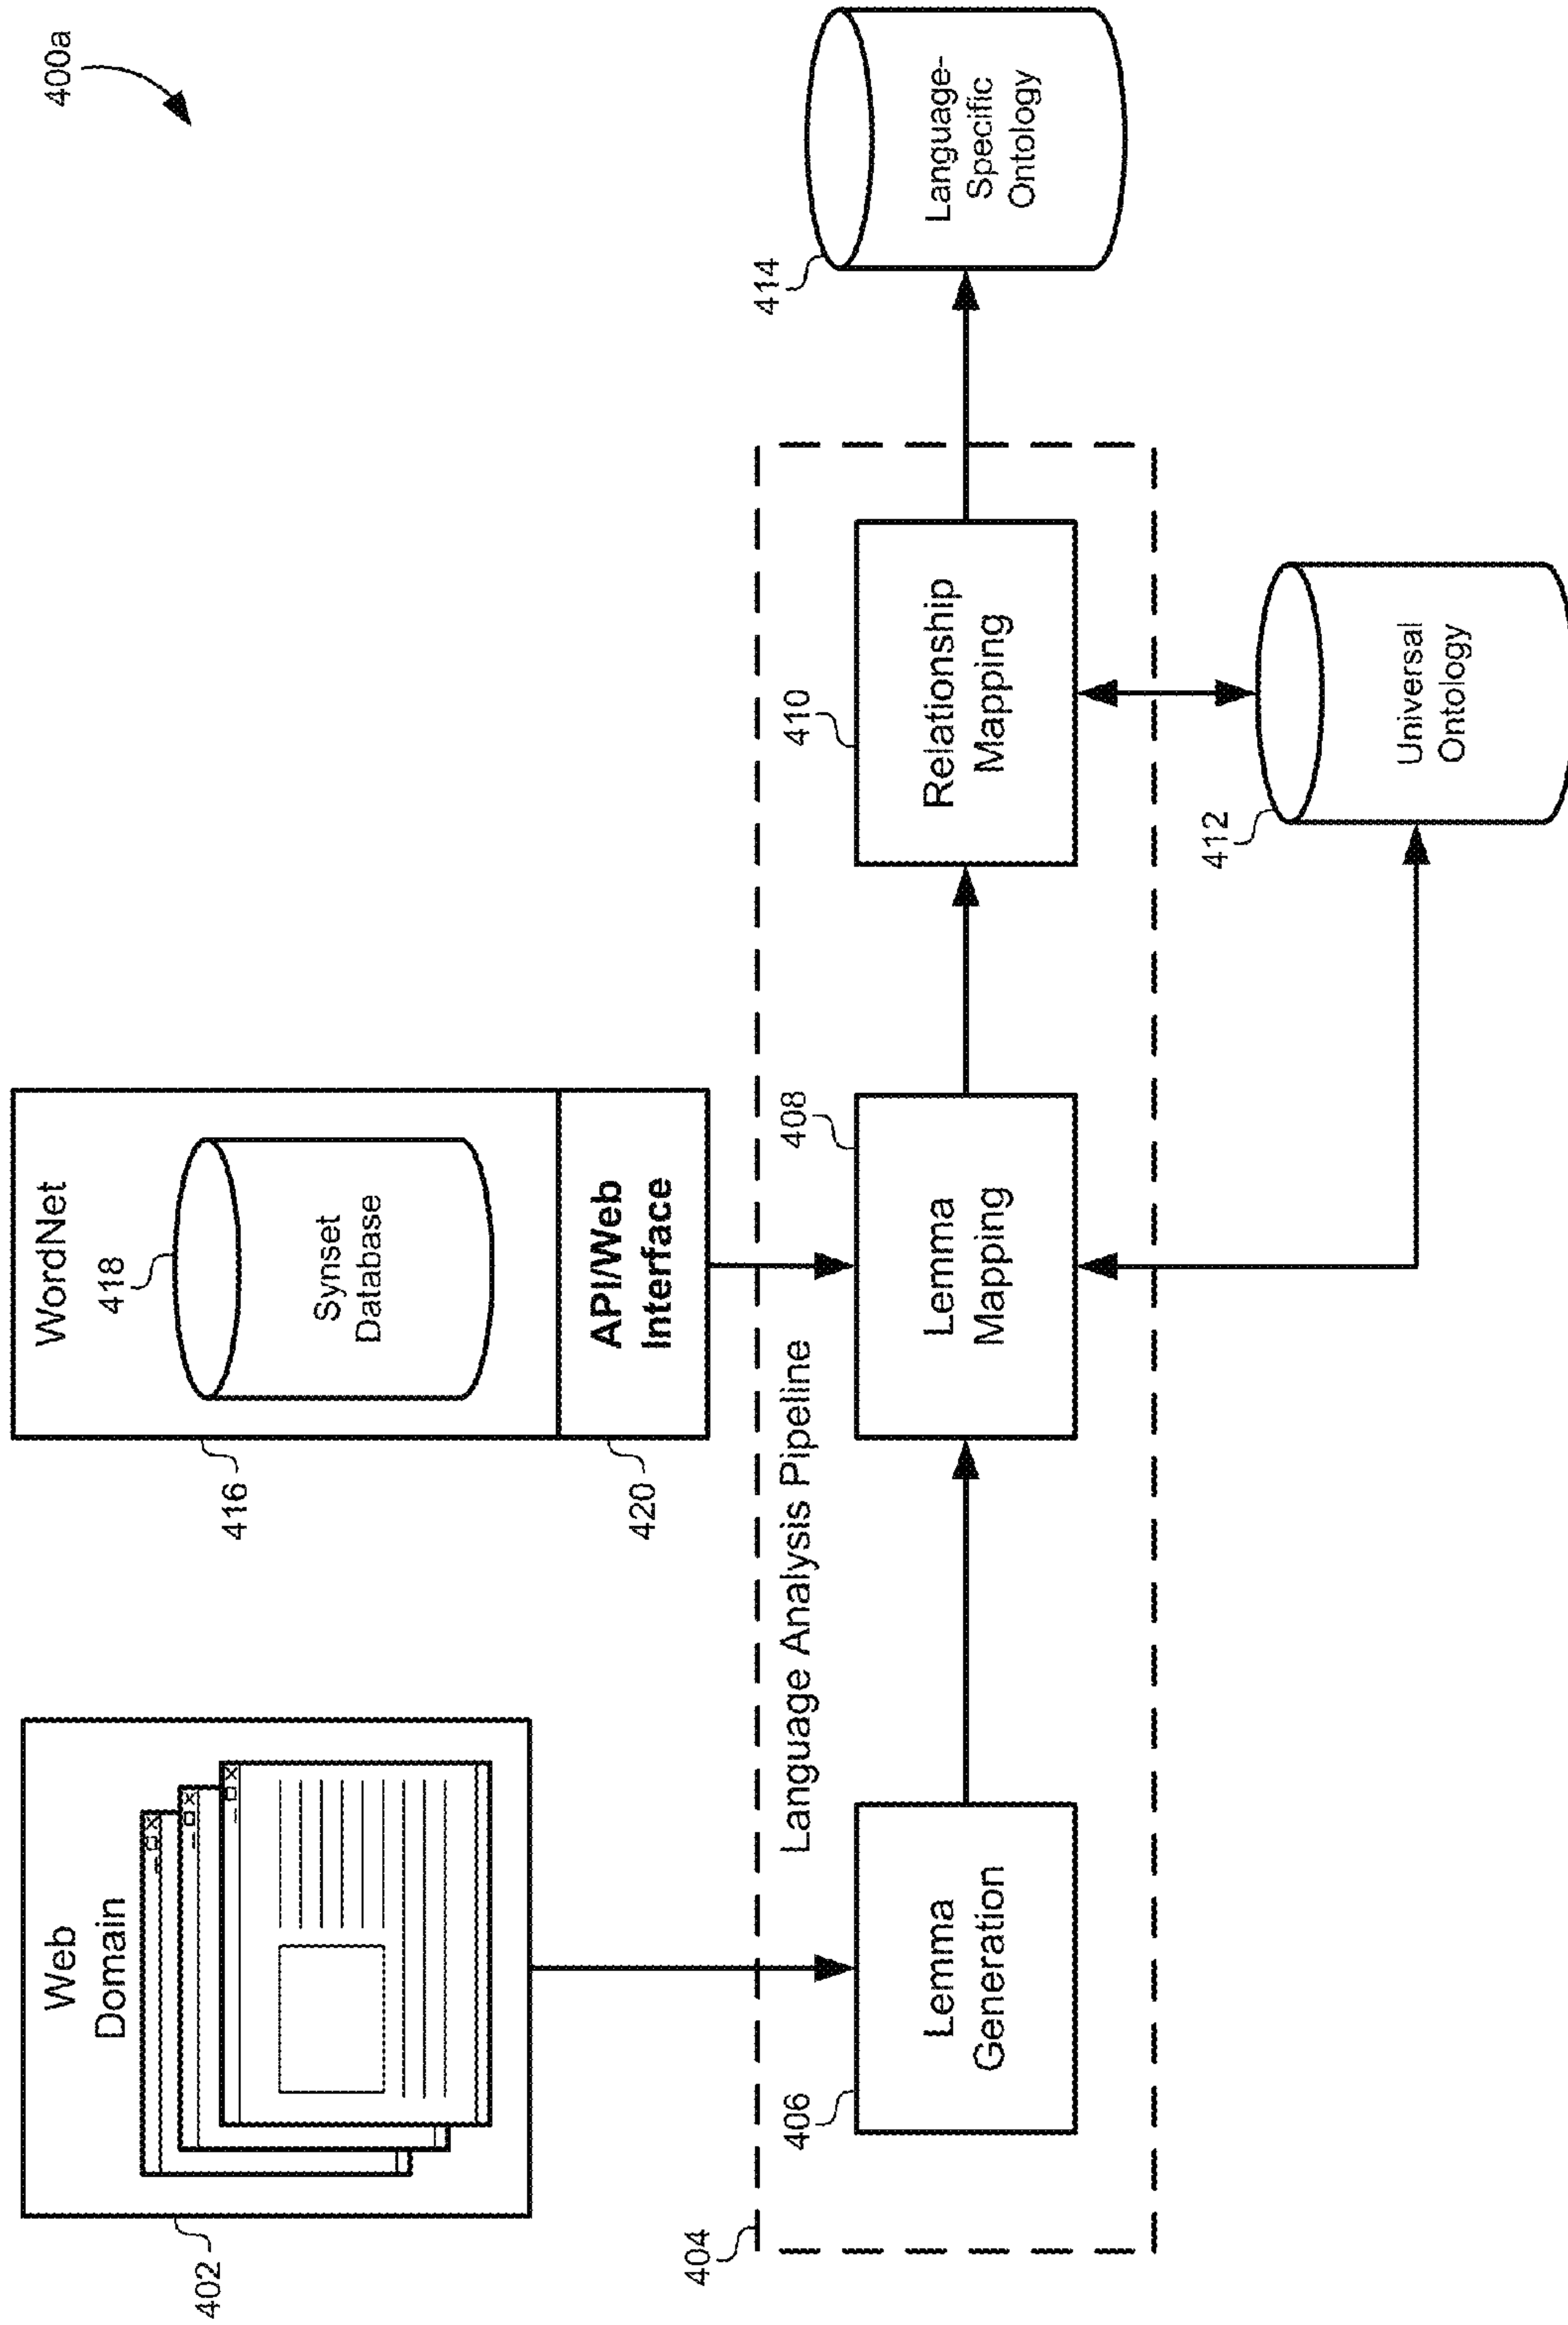 400a
Web
Domain
402
WordNet
418
Synset
Database
416
API/Web
Interface
420
404
Language Analysis Pipeline
406
Lemma
Generation
408
Lemma
Mapping
410
Relationship
Mapping
414
Language-
Specific
Ontology
412
Universal
Ontology